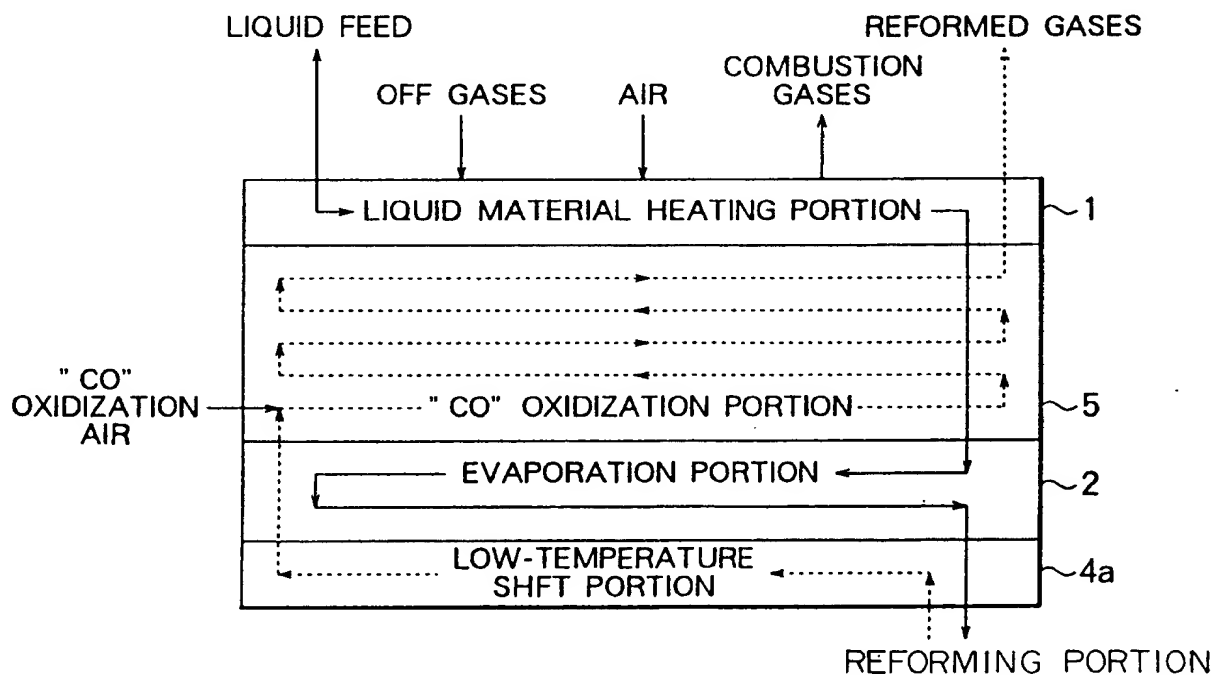 LIQUID FEED
REFORMED GASES
OFF GASES
AIR
COMBUSTION
GASES
LIQUID MATERIAL HEATING PORTION
1
" CO"
OXIDIZATION
AIR
" CO" OXIDIZATION PORTION
5
EVAPORATION PORTION
2
LOW-TEMPERATURE
SHFT PORTION
4a
REFORMING PORTION